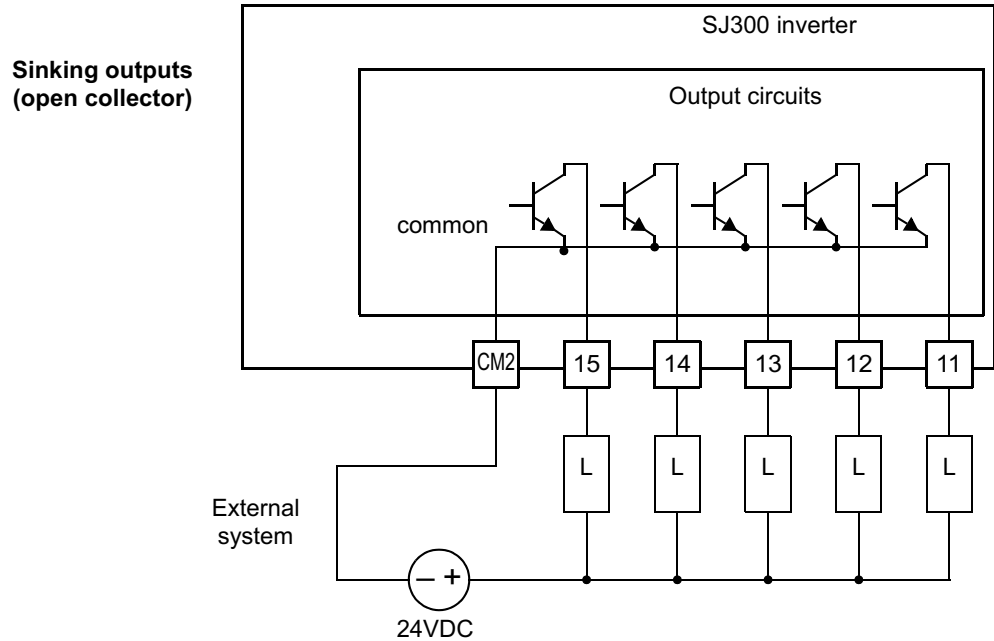 SJ300 inverter
Sinking outputs
(open collector)
Output circuits
common
CM2
15
14
13
12
11
L
L
L
L
L
External
system
– +
24VDC